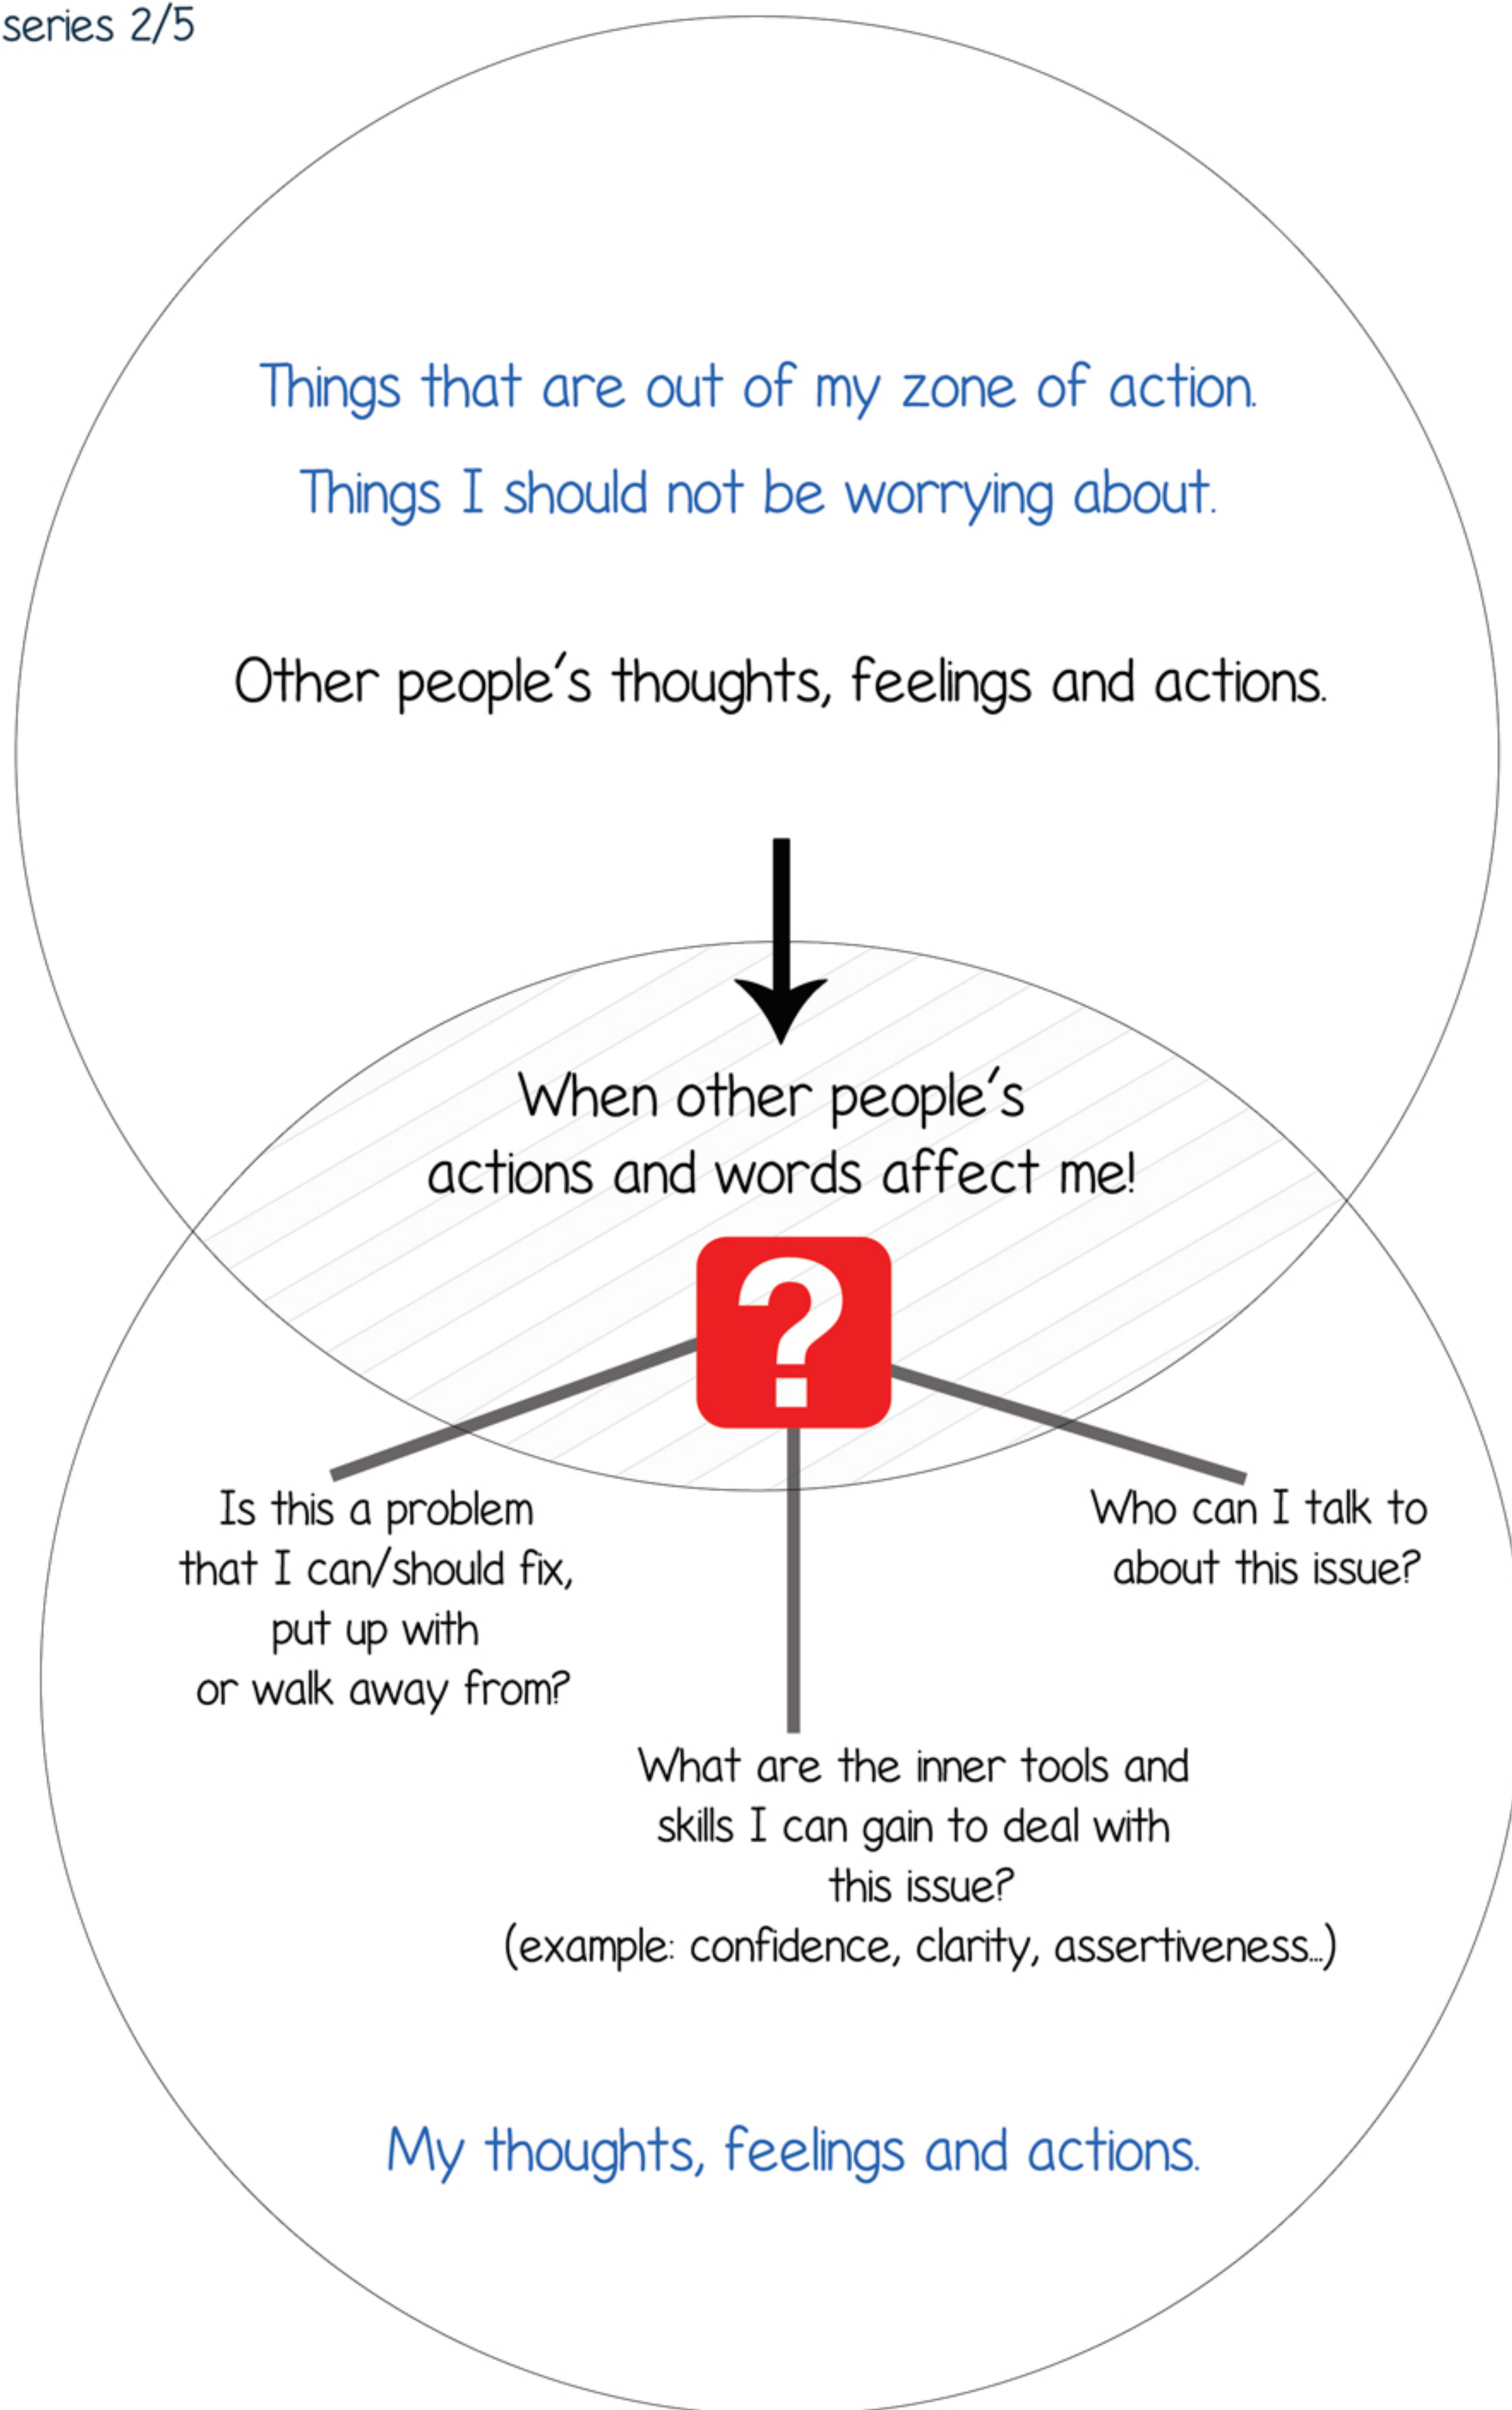 series 2/5
Things that are out of my zone of action.
Things I should not be worrying about.
Other people's thoughts, feelings and actions.
When other people's
actions and words affect me!
?
Is this a problem
that I can/should fix,
put up with
or walk away from?
Who can I talk to
about this issue?
What are the inner tools and
skills I can gain to deal with
this issue?
(example: confidence, clarity, assertiveness...)
My thoughts, feelings and actions.